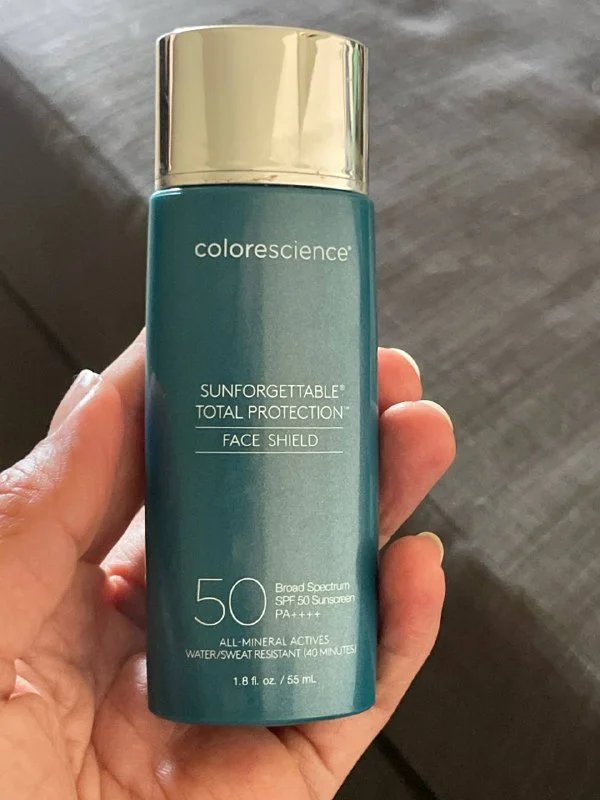 colorescience®
SUNFORGETTABLE®
TOTAL PROTECTION™
FACE SHIELD
50
Broad Spectrum
SPF 50 Sunscreen
PA++++
ALL-MINERAL ACTIVES
WATER/SWEAT RESISTANT (40 MINUTES)
1.8 fl. oz. / 55 mL